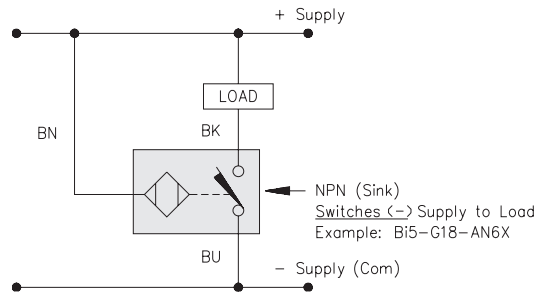 + Supply
LOAD
BN
BK
NPN (Sink)
Switches (-) Supply to Load
Example: Bi5-G18-AN6X
BU
- Supply (Com)